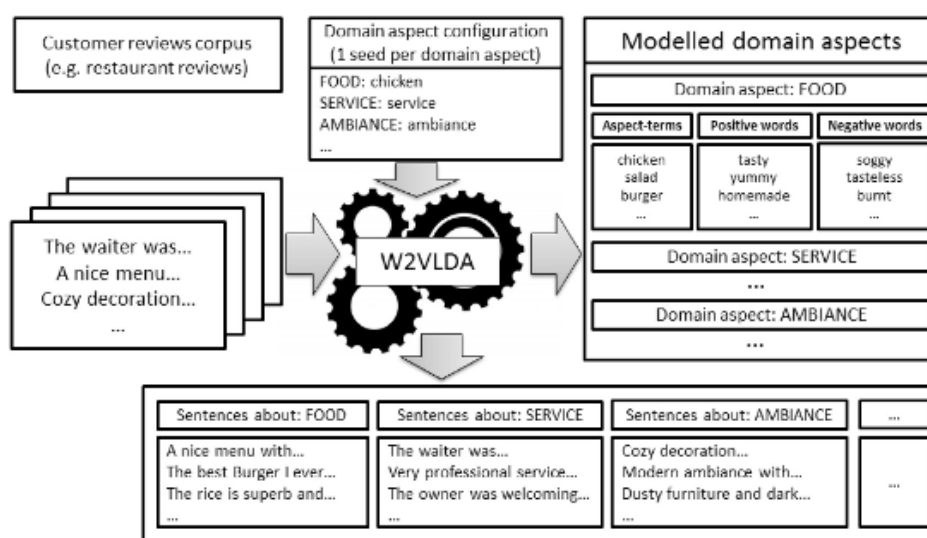 Customer reviews corpus
(e.g. restaurant reviews)
Domain aspect configuration
(1 seed per domain aspect)
FOOD: chicken
SERVICE: service
AMBIANCE: ambiance
...
The waiter was...
A nice menu...
Cozy decoration...
...
W2VLDA
Modelled domain aspects
Domain aspect: FOOD
Aspect-terms
Positive words
Negative words
chicken
salad
burger
...
tasty
yummy
homemade
...
soggy
tasteless
burnt
...
Domain aspect: SERVICE
...
Domain aspect: AMBIANCE
...
Sentences about: FOOD
A nice menu with...
The best Burger I ever...
The rice is superb and...
...
Sentences about: SERVICE
The waiter was...
Very professional service...
The owner was welcoming...
...
Sentences about: AMBIANCE
Cozy decoration...
Modern ambiance with...
Dusty furniture and dark...
...
...
...